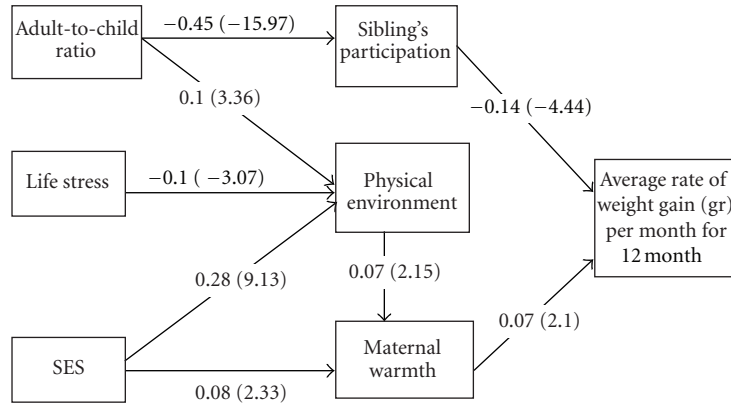 Adult-to-child
ratio
−0.45 (−15.97)
Sibling's
participation
0.1 (3.36)
−0.14 (−4.44)
Life stress
−0.1 ( −3.07)
Physical
environment
Average rate of
weight gain (gr)
per month for
12 month
0.28 (9.13)
0.07 (2.15)
0.07 (2.1)
SES
0.08 (2.33)
Maternal
warmth